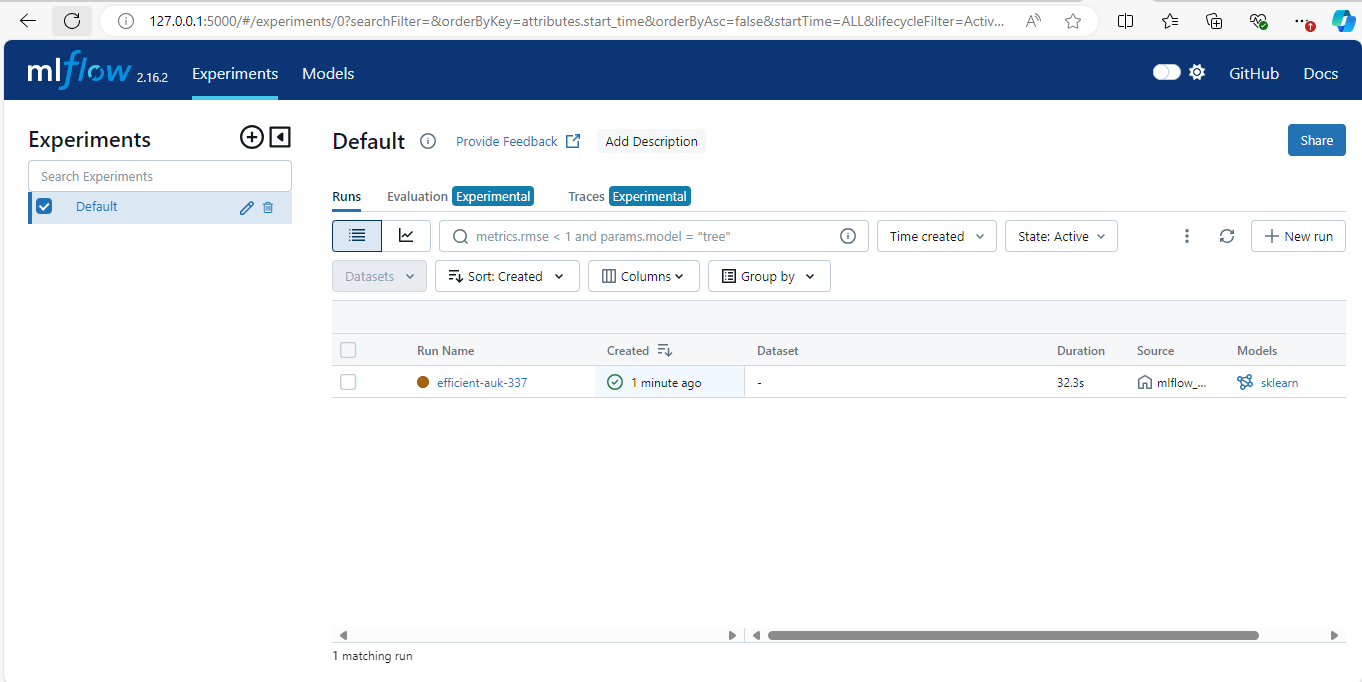 127.0.0.1:5000/#/experiments/0?searchFilter=&orderByKey=attributes.start_time&orderByAsc=false&startTime=ALL&lifecycleFilter=Activ...
mlflow 2.16.2 Experiments Models GitHub Docs
Experiments
Search Experiments
Default
Default Provide Feedback Add Description Share
Runs Evaluation Experimental Traces Experimental
metrics.rmse < 1 and params.model = "tree" Time created State: Active New run
Datasets Sort: Created Columns Group by
Run Name Created Dataset Duration Source Models
efficient-auk-337 1 minute ago - 32.3s mlflow_... sklearn
1 matching run